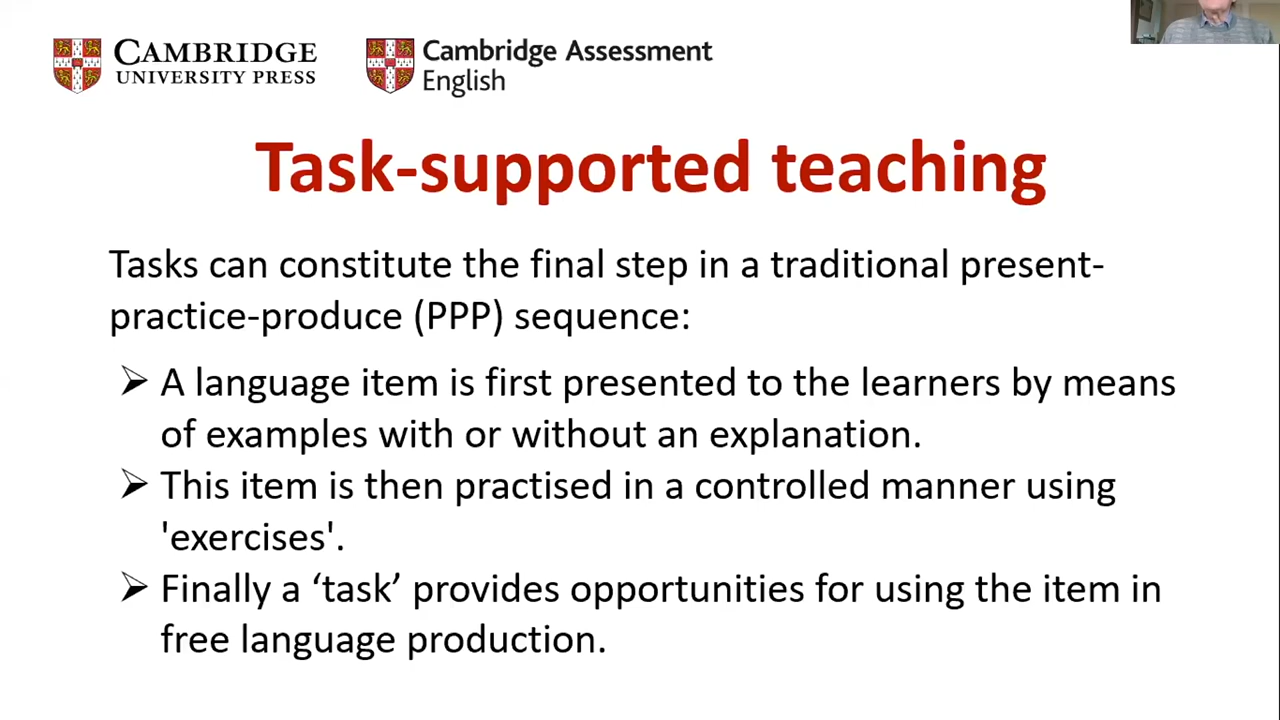 CAMBRIDGE
UNIVERSITY PRESS
Cambridge Assessment
English
Task-supported teaching
Tasks can constitute the final step in a traditional present-
practice-produce (PPP) sequence:
➢ A language item is first presented to the learners by means
of examples with or without an explanation.
➢ This item is then practised in a controlled manner using
'exercises'.
➢ Finally a ‘task’ provides opportunities for using the item in
free language production.